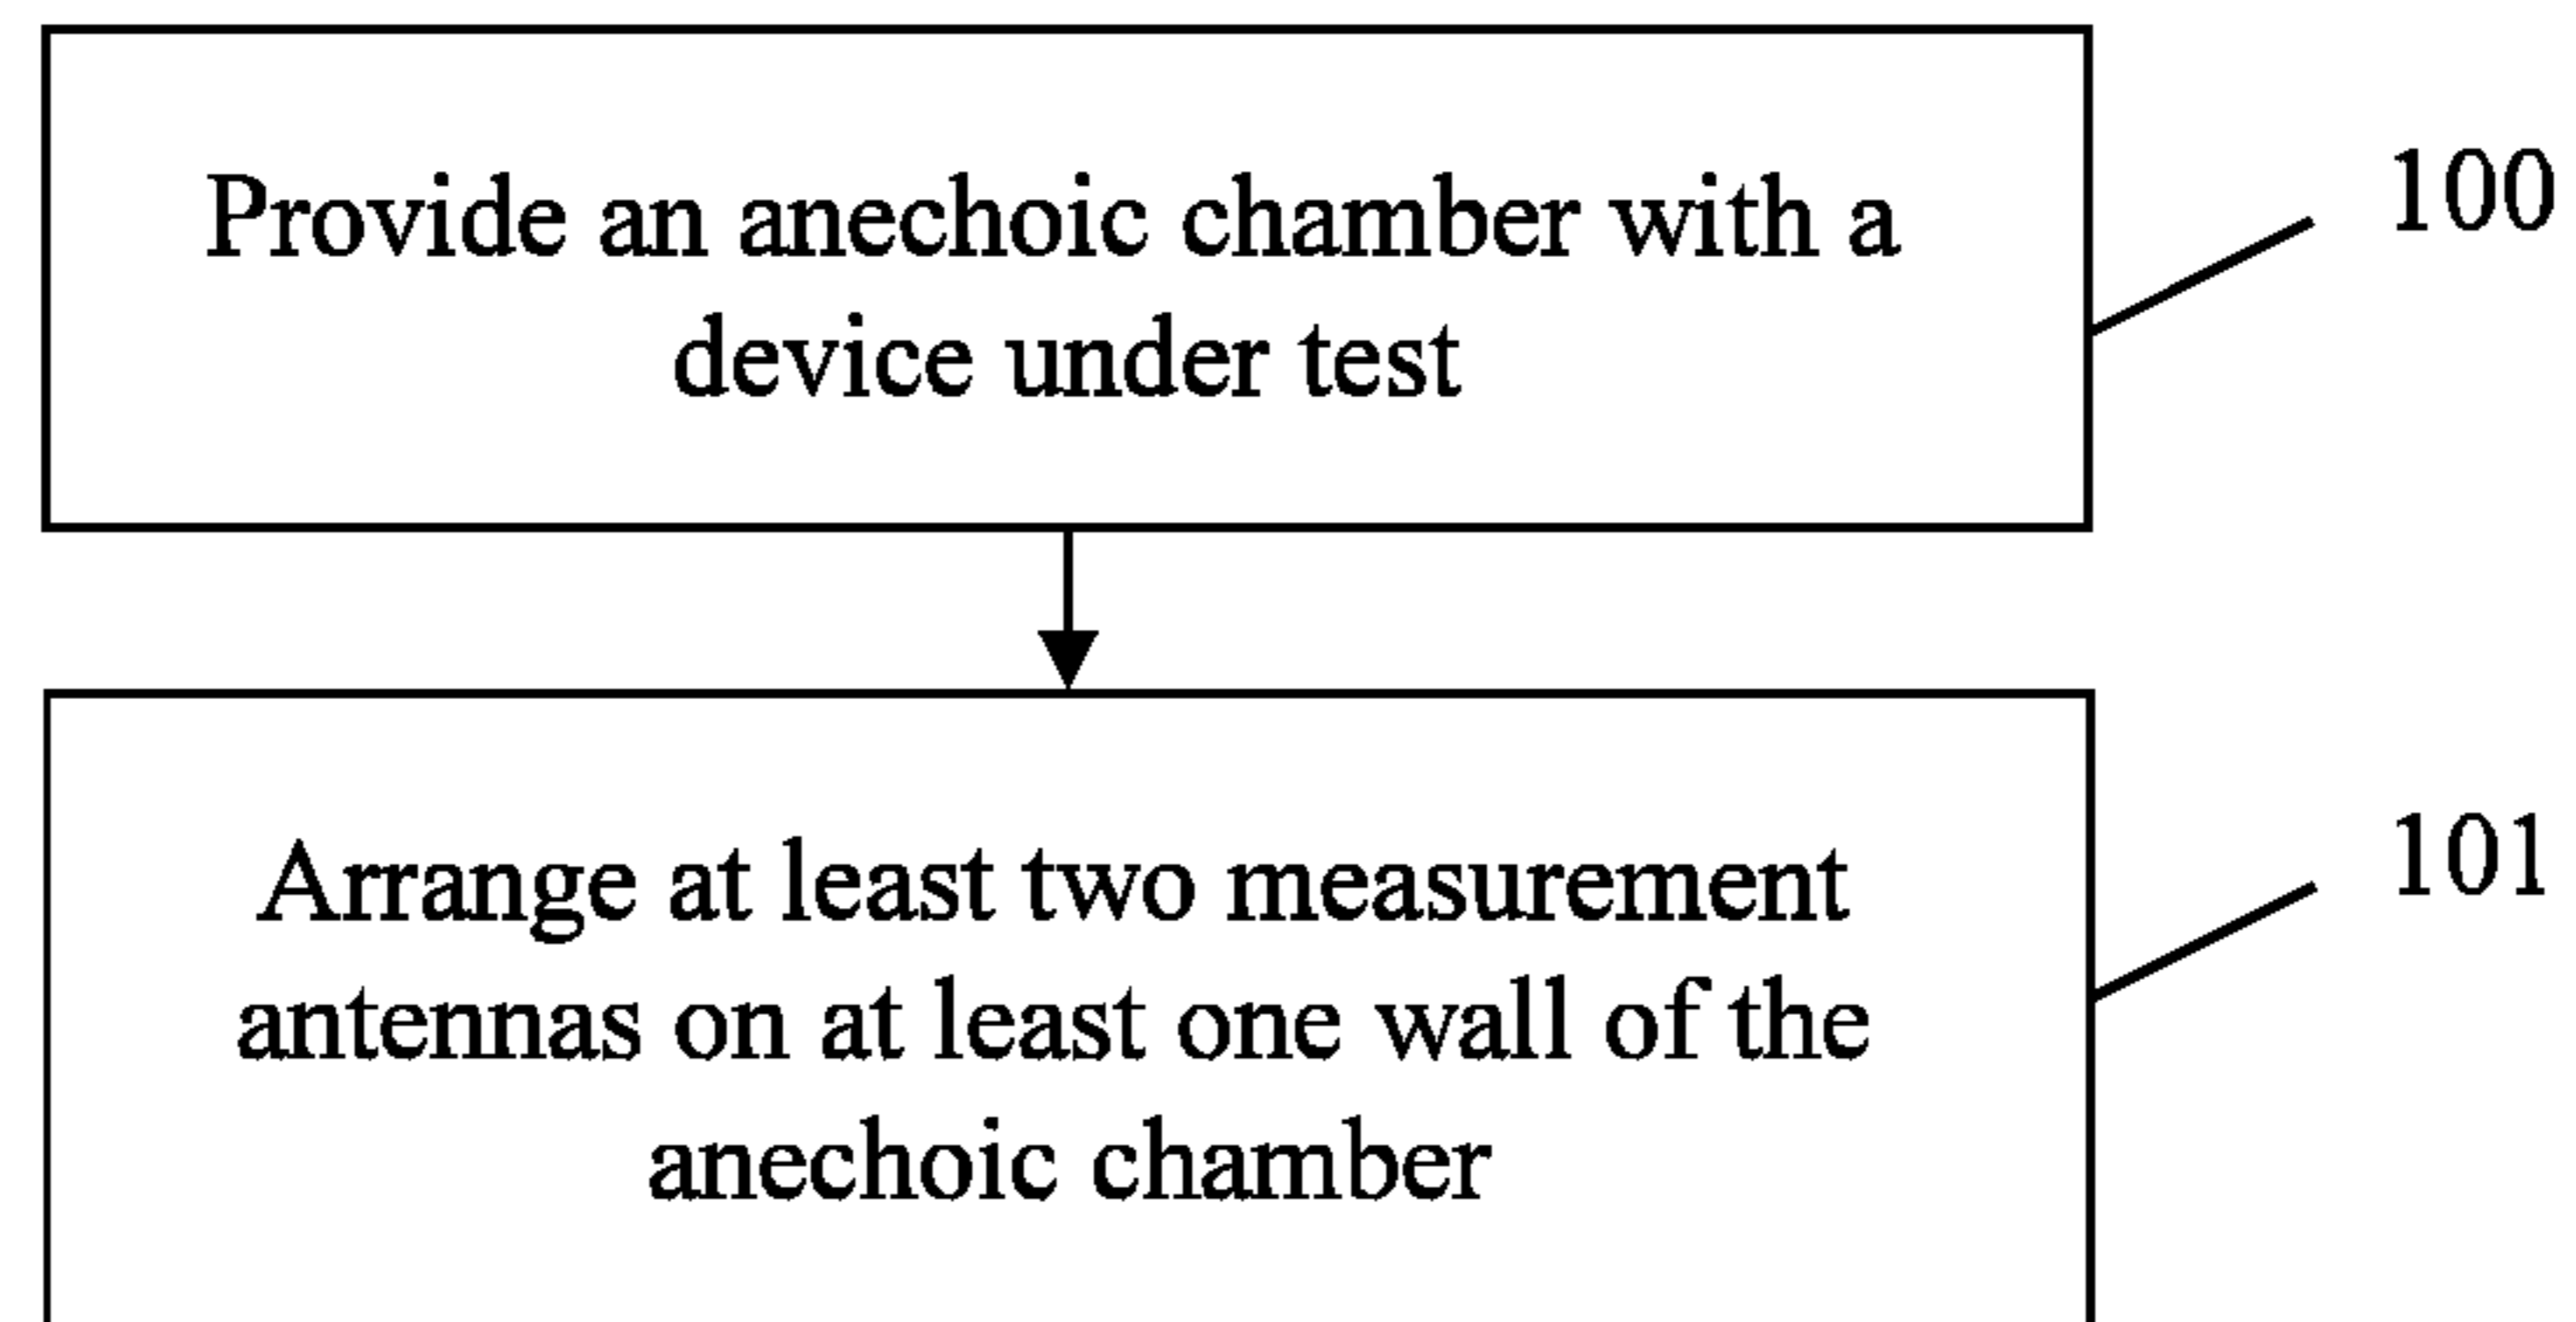 Provide an anechoic chamber with a
device under test
100
Arrange at least two measurement
antennas on at least one wall of the
anechoic chamber
101